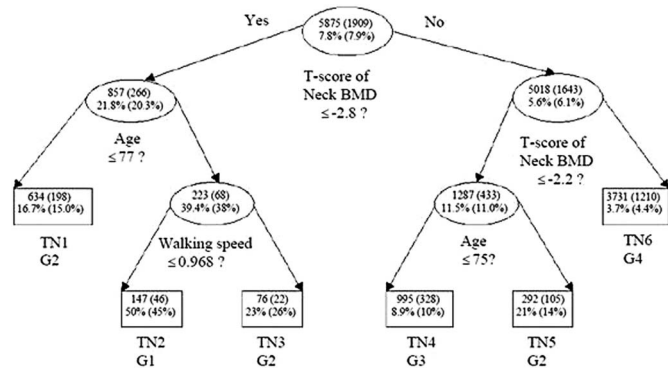 Yes
5875 (1909)
7.8% (7.9%)
No
T-score of
Neck BMD
≤-2.8 ?
857 (266)
21.8% (20.3%)
5018 (1643)
5.6% (6.1%)
Age
≤77 ?
T-score of
Neck BMD
≤-2.2 ?
634 (198)
16.7% (15.0%)
TN1
G2
223 (68)
39.4% (38%)
1287 (433)
11.5% (11.0%)
3731 (1210)
3.7% (4.4%)
TN6
G4
Walking speed
≤0.968 ?
Age
≤75?
147 (46)
50% (45%)
76 (22)
23% (26%)
995 (328)
8.9% (10%)
292 (105)
21% (14%)
TN2
G1
TN3
G2
TN4
G3
TN5
G2